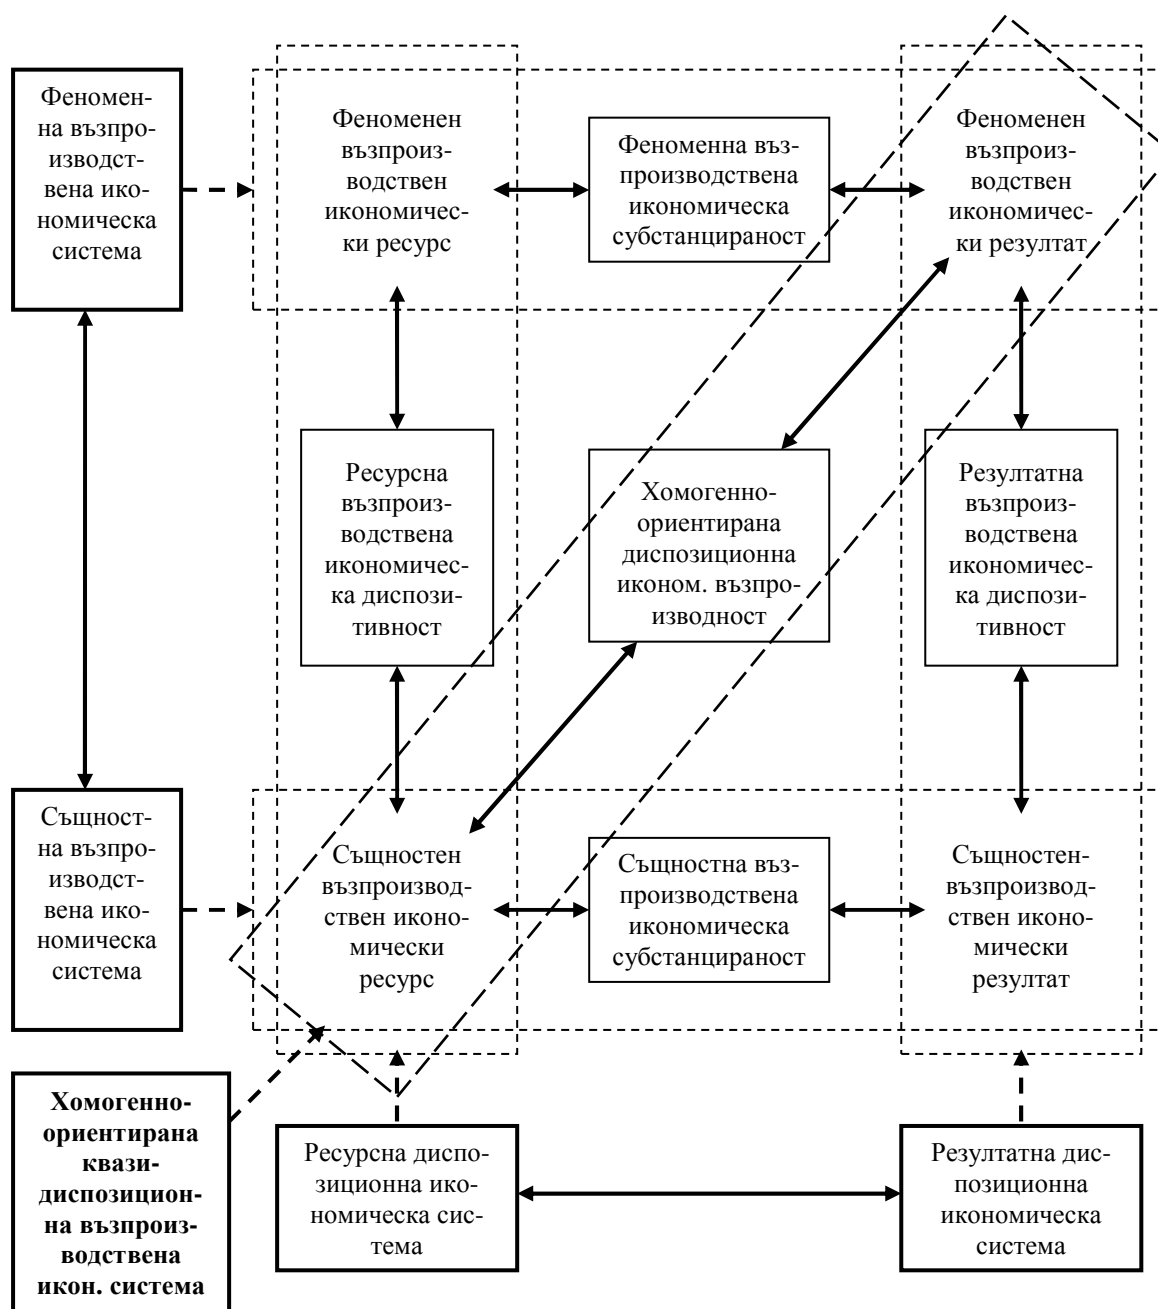 Феномен-
на възпро-
изводст-
вена ико-
номическа
система
Феноменен
възпроиз-
водствен
икономичес-
ки ресурс
Феноменна въз-
производствена
икономическа
субстанцираност
Феноменен
възпроиз-
водствен
икономичес-
ки резултат
Ресурсна
възпроиз-
водствена
икономичес-
ка диспози-
тивност
Хомогенно-
ориентирана
диспозиционна
иконом. възпро-
изводност
Резултатна
възпроиз-
водствена
икономичес-
ка диспози-
тивност
Същност-
на възпро-
изводст-
вена ико-
номическа
система
Същностен
възпроизвод-
ствен иконо-
мически
ресурс
Същностна въз-
производствена
икономическа
субстанцираност
Същностен-
възпроизвод-
ствен иконо-
мически
резултат
Хомогенно-
ориентирана
квази-
диспозицион-
на възпроиз-
водствена
икон. система
Ресурсна диспо-
зиционна ико-
номическа сис-
тема
Резултатна дис-
позиционна
икономическа
система